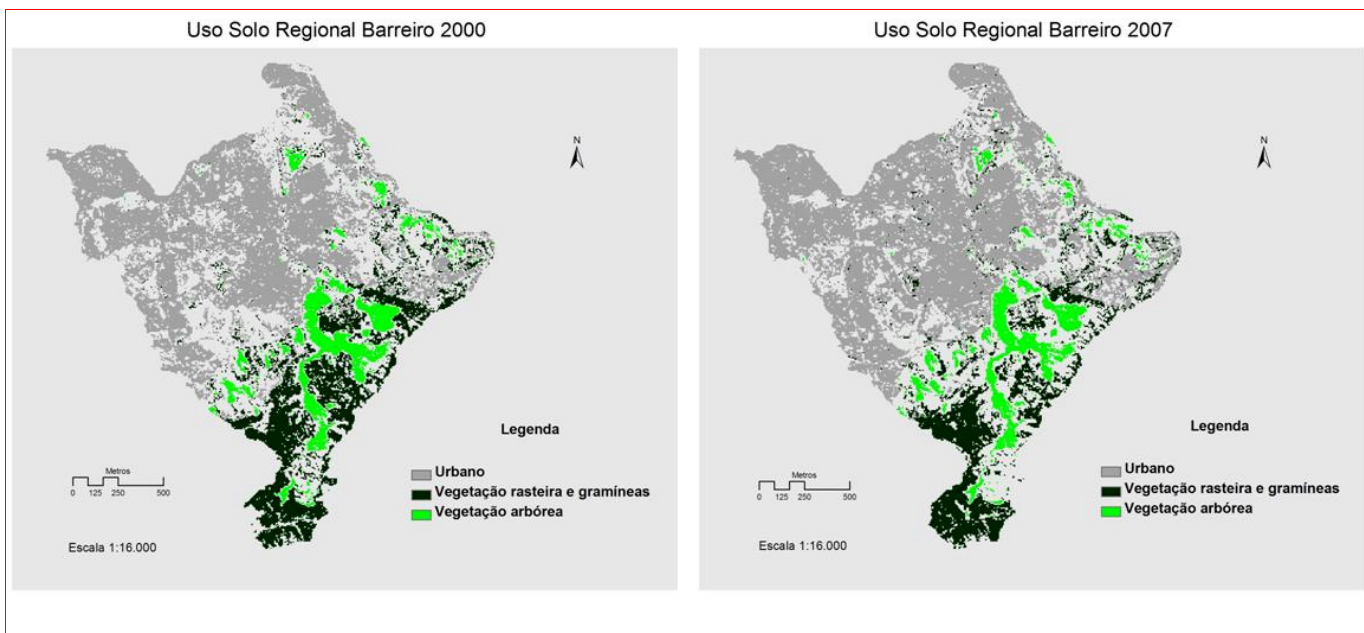 Uso Solo Regional Barreiro 2000
N
Legenda
Metros
0 125 250 500
Urbano
Vegetação rasteira e gramíneas
Vegetação arbórea
Escala 1:16.000
Uso Solo Regional Barreiro 2007
N
Legenda
Metros
0 125 250 500
Urbano
Vegetação rasteira e gramíneas
Vegetação arbórea
Escala 1:16.000